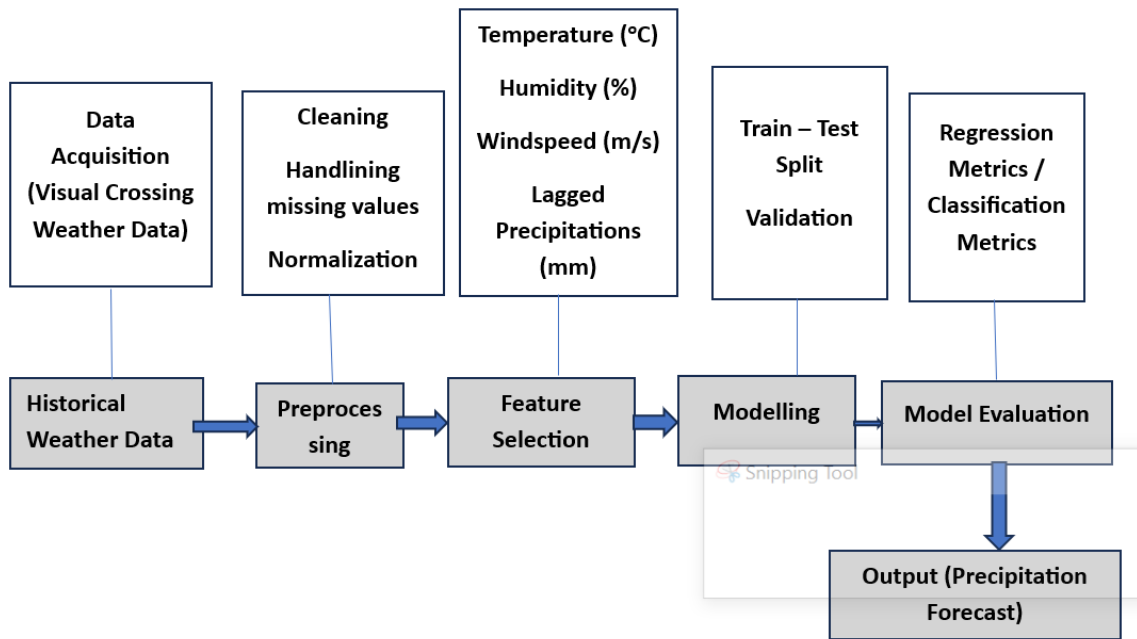 Data
Acquisition
(Visual Crossing
Weather Data)
Cleaning
Handlining
missing values
Normalization
Temperature (°C)
Humidity (%)
Windspeed (m/s)
Lagged
Precipitations
(mm)
Train – Test
Split
Validation
Regression
Metrics /
Classification
Metrics
Historical
Weather Data
Preproces
sing
Feature
Selection
Modelling
Model Evaluation
Snipping Tool
Output (Precipitation
Forecast)